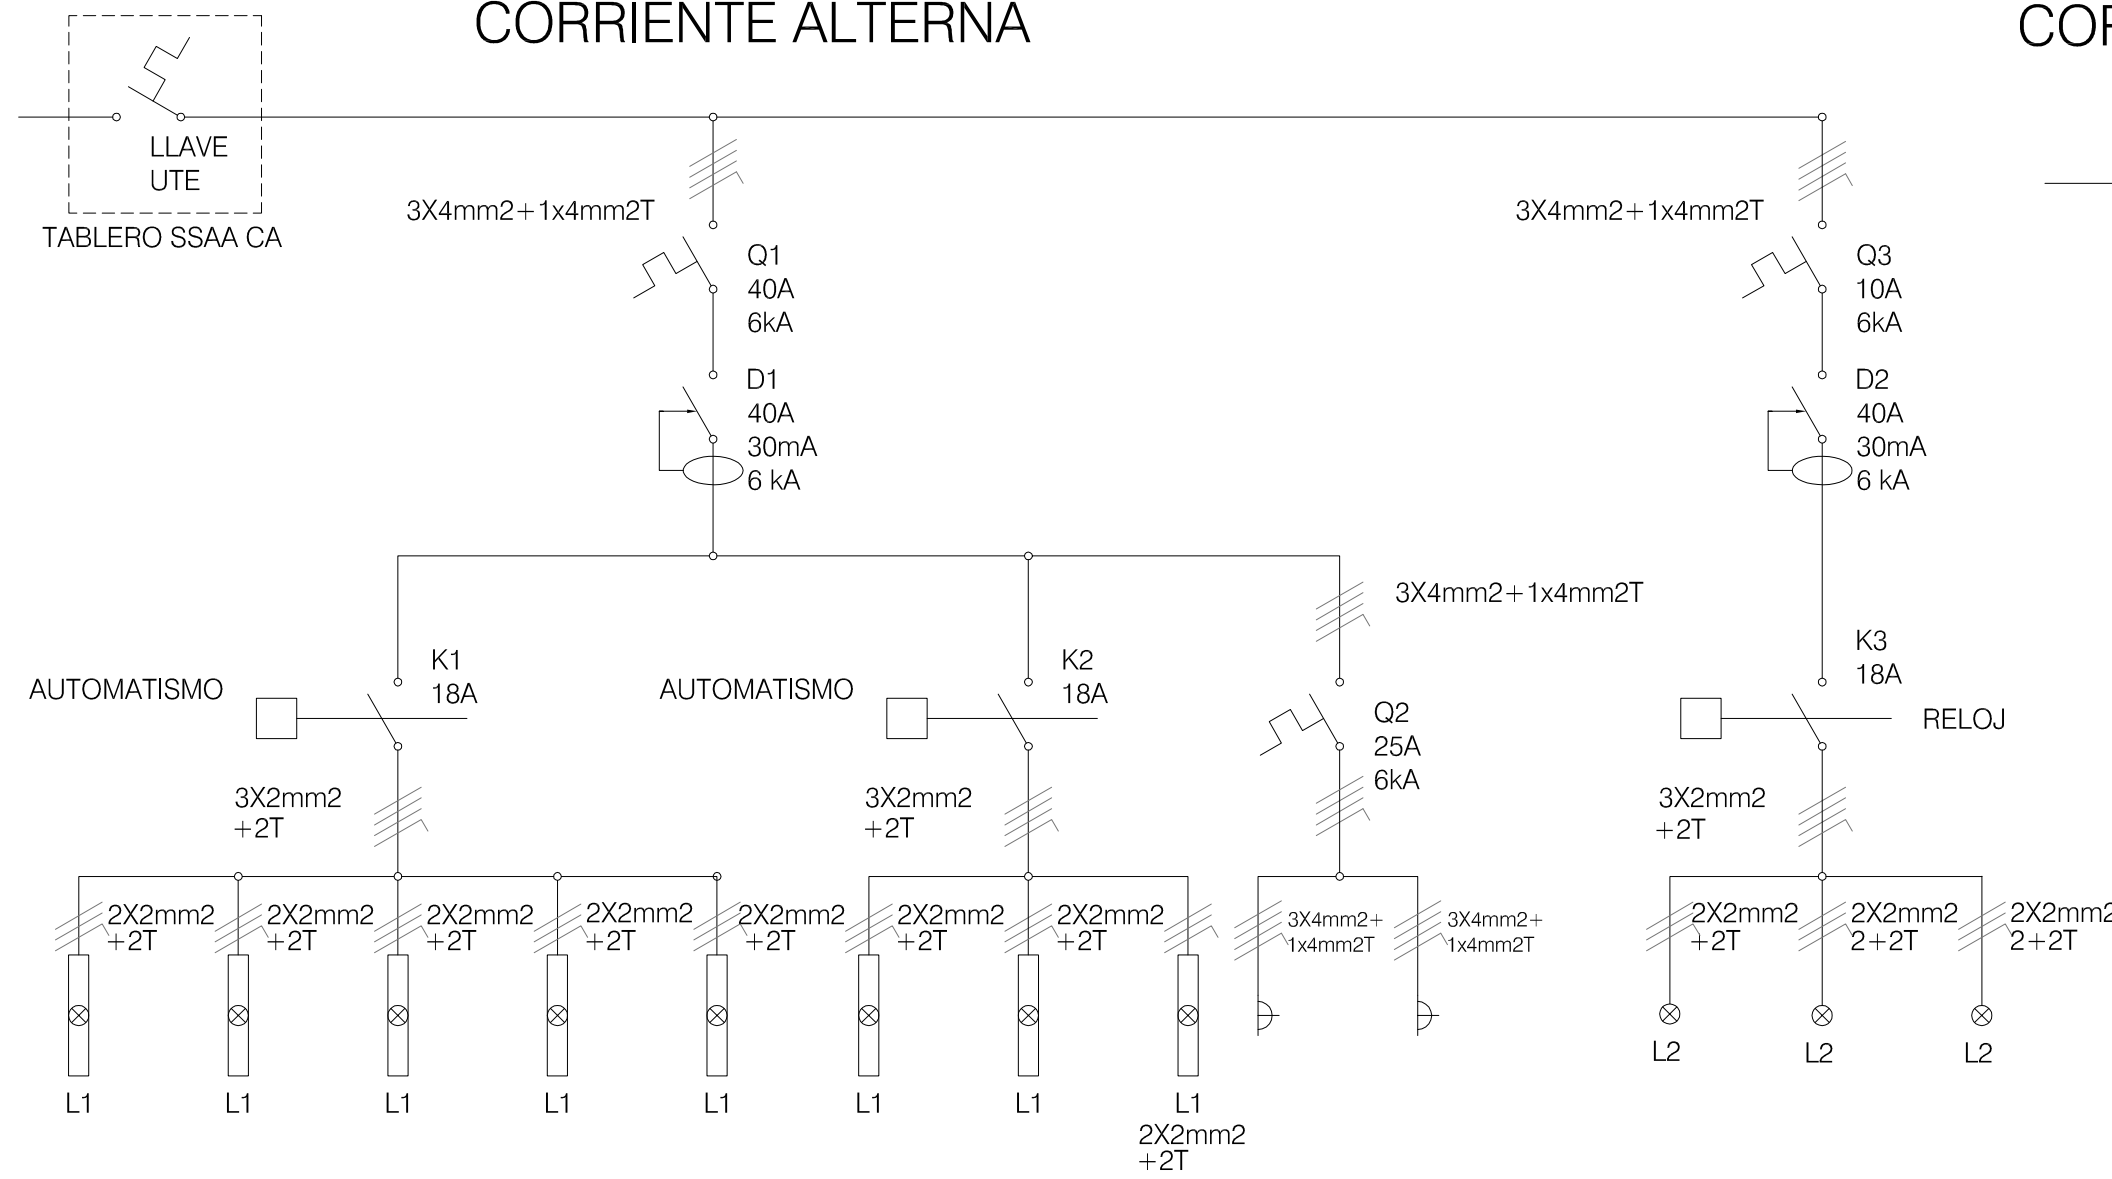 CORRIENTE ALTERNA
COR
LLAVE
UTE
TABLERO SSAA CA
3X4mm2+1x4mm2T
Q1
40A
6kA
D1
40A
30mA
6 kA
3X4mm2+1x4mm2T
Q3
10A
6kA
D2
40A
30mA
6 kA
3X4mm2+1x4mm2T
AUTOMATISMO
K1
18A
AUTOMATISMO
K2
18A
Q2
25A
6kA
K3
18A
RELOJ
3X2mm2
+2T
3X2mm2
+2T
3X2mm2
+2T
2X2mm2
+2T
2X2mm2
+2T
2X2mm2
+2T
2X2mm2
+2T
2X2mm2
+2T
2X2mm2
+2T
2X2mm2
+2T
3X4mm2+
1x4mm2T
3X4mm2+
1x4mm2T
2X2mm2
+2T
2X2mm2
2+2T
2X2mm2
2+2T
L1
L1
L1
L1
L1
L1
L1
L1
2X2mm2
+2T
L2
L2
L2